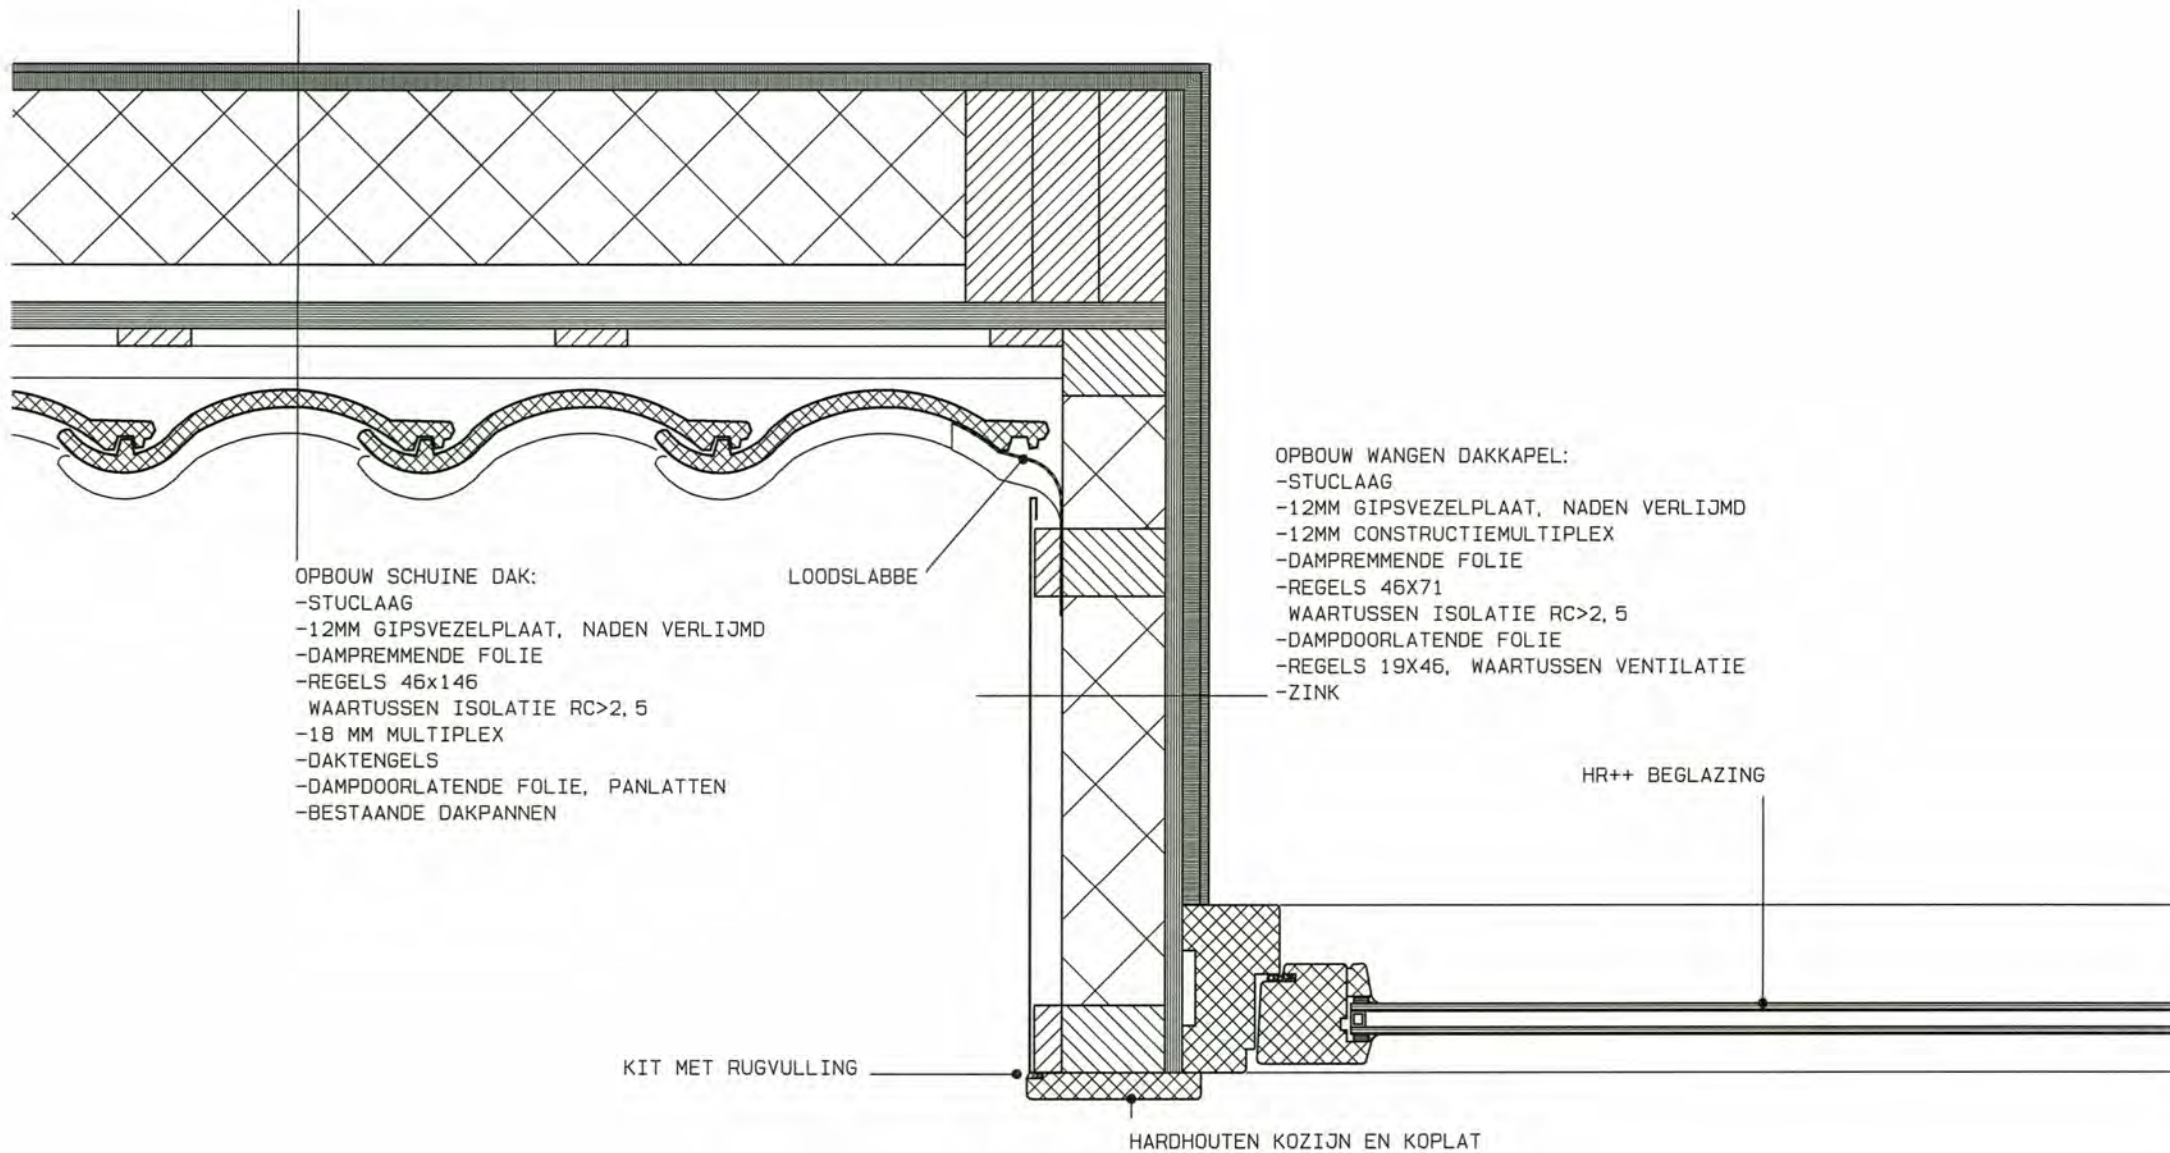 OPBOUW WANGEN DAKKAPEL:
-STUCLAAG
-12MM GIPSVEZELPLAAT, NADEN VERLIJMD
-12MM CONSTRUCTIEMULTIPLEX
-DAMPREMMENDE FOLIE
-REGELS 46X71
WAARTUSSEN ISOLATIE RC>2,5
-DAMPDOORLATENDE FOLIE
-REGELS 19X46, WAARTUSSEN VENTILATIE
-ZINK
OPBOUW SCHUINE DAK:
-STUCLAAG
-12MM GIPSVEZELPLAAT, NADEN VERLIJMD
-DAMPREMMENDE FOLIE
-REGELS 46x146
WAARTUSSEN ISOLATIE RC>2,5
-18 MM MULTIPLEX
-DAKTENGELS
-DAMPDOORLATENDE FOLIE, PANLATTEN
-BESTAANDE DAKPANNEN
LOODSLABBE
HR++ BEGLAZING
KIT MET RUGVULLING
HARDHOUTEN KOZIJN EN KOPLAT